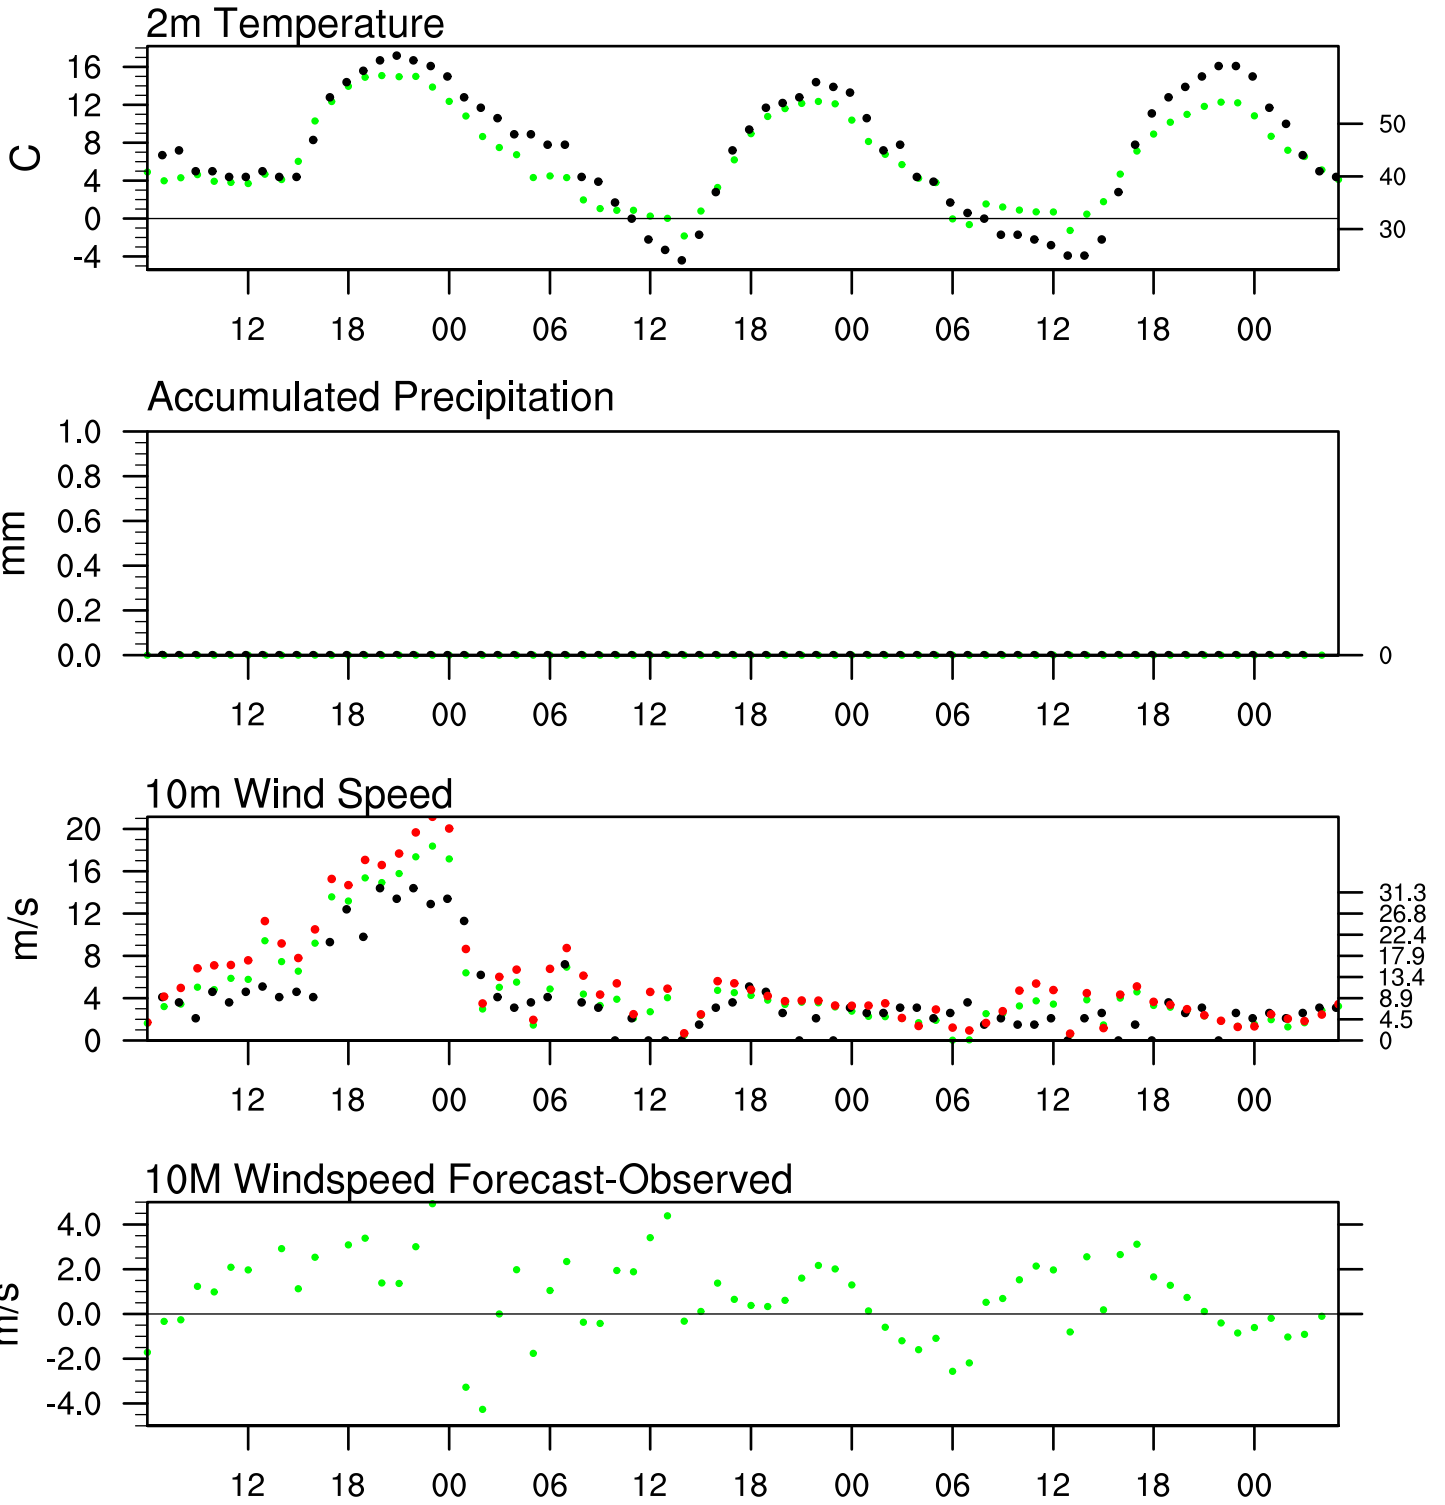 2m Temperature
16
12
8
4
0
-4
C
50
40
30
12 18 00 06 12 18 00 06 12 18 00
Accumulated Precipitation
1.0
0.8
0.6
0.4
0.2
0.0
mm
0
12 18 00 06 12 18 00 06 12 18 00
10m Wind Speed
20
16
12
8
4
0
m/s
31.3
26.8
22.4
17.9
13.4
8.9
4.5
0
12 18 00 06 12 18 00 06 12 18 00
10M Windspeed Forecast-Observed
4.0
2.0
0.0
-2.0
-4.0
m/s
12 18 00 06 12 18 00 06 12 18 00